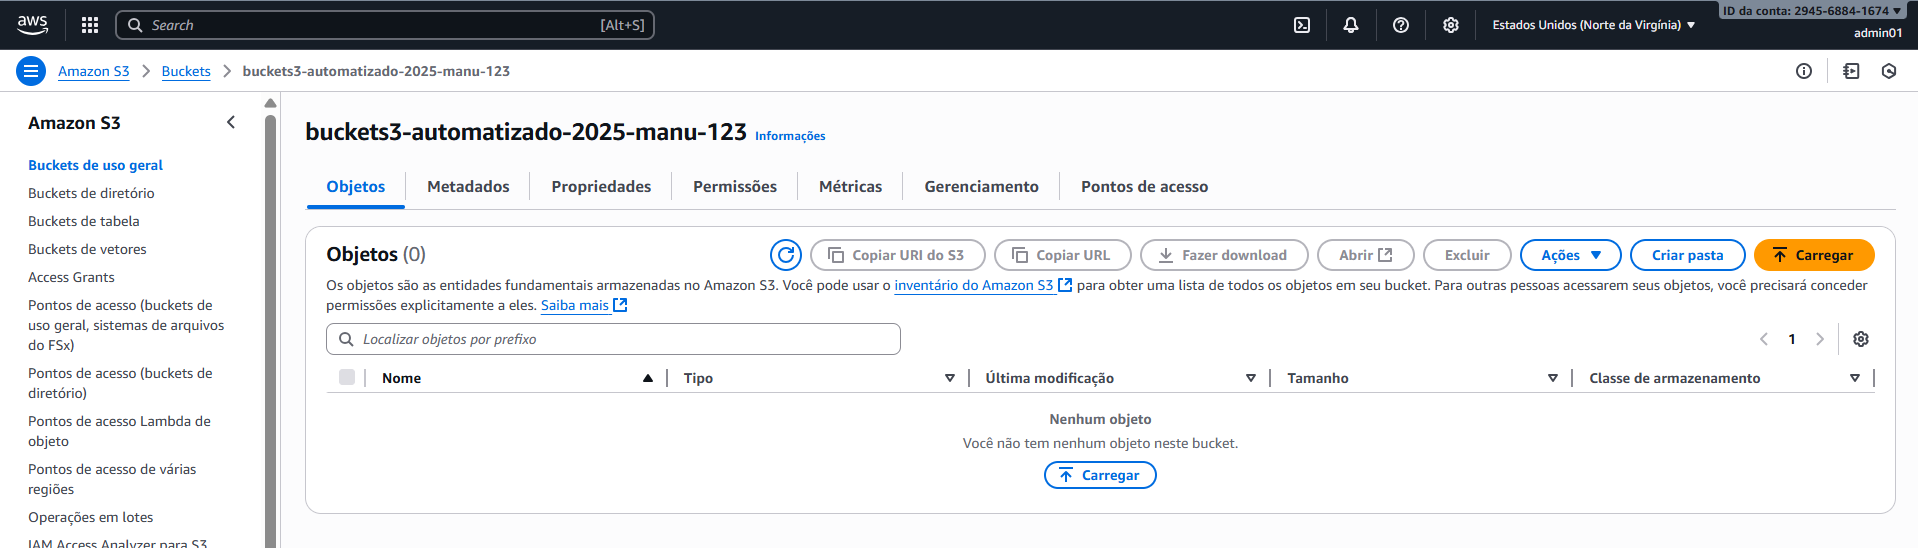 aws
Search
[Alt+S]
Estados Unidos (Norte da Virgínia)
ID da conta: 2945-6884-1674
admin01
Amazon S3
Buckets
buckets3-automatizado-2025-manu-123
Amazon S3
Buckets de uso geral
Buckets de diretório
Buckets de tabela
Buckets de vetores
Access Grants
Pontos de acesso (buckets de
uso geral, sistemas de arquivos
do FSx)
Pontos de acesso (buckets de
diretório)
Pontos de acesso Lambda de
objeto
Pontos de acesso de várias
regiões
Operações em lotes
IAM Access Analyzer para S3
buckets3-automatizado-2025-manu-123 Informações
Objetos
Metadados
Propriedades
Permissões
Métricas
Gerenciamento
Pontos de acesso
Objetos (0)
Copiar URI do S3
Copiar URL
Fazer download
Abrir
Excluir
Ações
Criar pasta
Carregar
Os objetos são as entidades fundamentais armazenadas no Amazon S3. Você pode usar o inventário do Amazon S3 para obter uma lista de todos os objetos em seu bucket. Para outras pessoas acessarem seus objetos, você precisará conceder
permissões explicitamente a eles. Saiba mais
Localizar objetos por prefixo
1
Nome
Tipo
Última modificação
Tamanho
Classe de armazenamento
Nenhum objeto
Você não tem nenhum objeto neste bucket.
Carregar